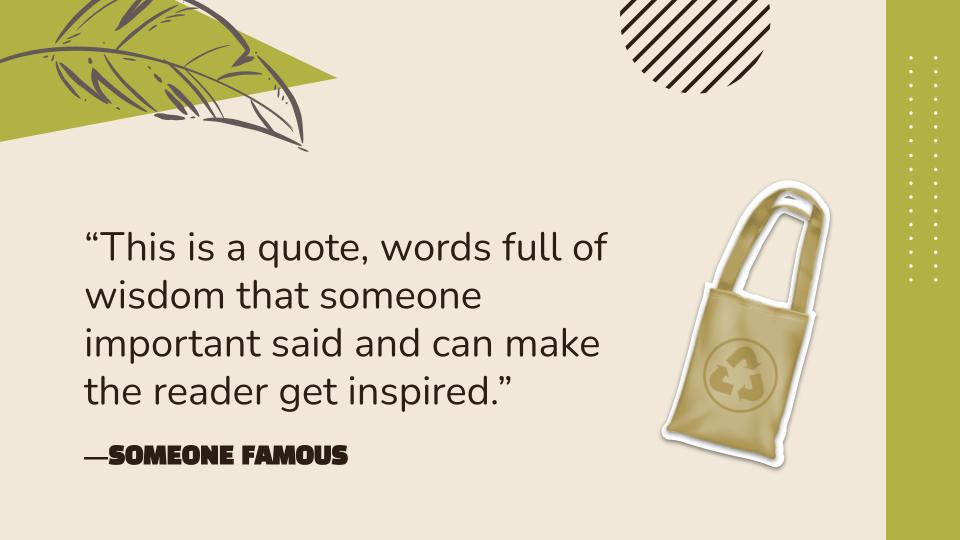 “This is a quote, words full of
wisdom that someone
important said and can make
the reader get inspired.”
—SOMEONE FAMOUS